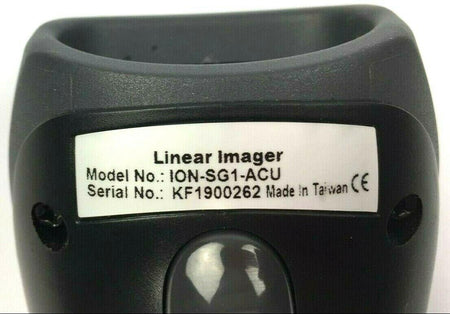 Linear Imager
Model No.: ION-SG1-ACU
Serial No.: KF1900262 Made In Taiwan CE